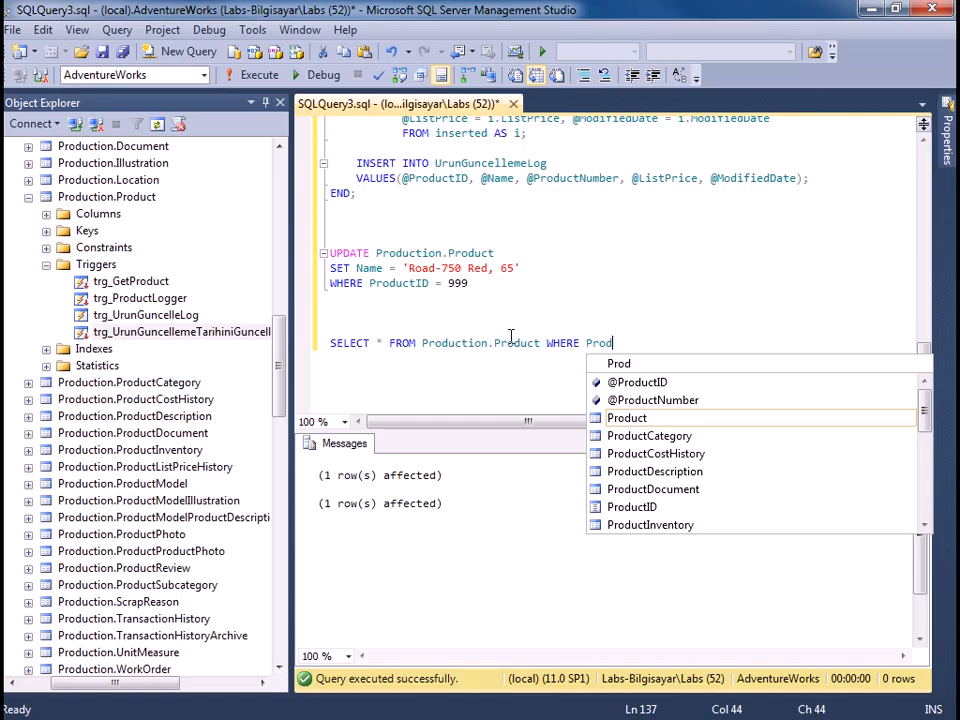 SQLQuery3.sql - (local).AdventureWorks (Labs-Bilgisayar\Labs (52))* - Microsoft SQL Server Management Studio
File Edit View Query Project Debug Tools Window Help
New Query
AdventureWorks Execute Debug
Object Explorer
Connect
Production.Document
Production.Illustration
Production.Location
Production.Product
Columns
Keys
Constraints
Triggers
trg_GetProduct
trg_ProductLogger
trg_UrunGuncelleLog
trg_UrunGuncellemeTarihiniGuncell
Indexes
Statistics
Production.ProductCategory
Production.ProductCostHistory
Production.ProductDescription
Production.ProductDocument
Production.ProductInventory
Production.ProductListPriceHistory
Production.ProductModel
Production.ProductModelIllustration
Production.ProductModelProductDescripti
Production.ProductPhoto
Production.ProductProductPhoto
Production.ProductReview
Production.ProductSubcategory
Production.ScrapReason
Production.TransactionHistory
Production.TransactionHistoryArchive
Production.UnitMeasure
Production.WorkOrder
SQLQuery3.sql - (lo...ilgisayar\Labs (52))*
@ListPrice = i.ListPrice, @ModifiedDate = i.ModifiedDate
FROM inserted AS i;
INSERT INTO UrunGuncellemeLog
VALUES(@ProductID, @Name, @ProductNumber, @ListPrice, @ModifiedDate);
END;
UPDATE Production.Product
SET Name = 'Road-750 Red, 65'
WHERE ProductID = 999
SELECT * FROM Production.Product WHERE Prod
Prod
@ProductID
@ProductNumber
Product
ProductCategory
ProductCostHistory
ProductDescription
ProductDocument
ProductID
ProductInventory
100 %
Messages
(1 row(s) affected)
(1 row(s) affected)
100 %
Query executed successfully. (local) (11.0 SP1) Labs-Bilgisayar\Labs (52) AdventureWorks 00:00:00 0 rows
Ready Ln 137 Col 44 Ch 44 INS
Properties